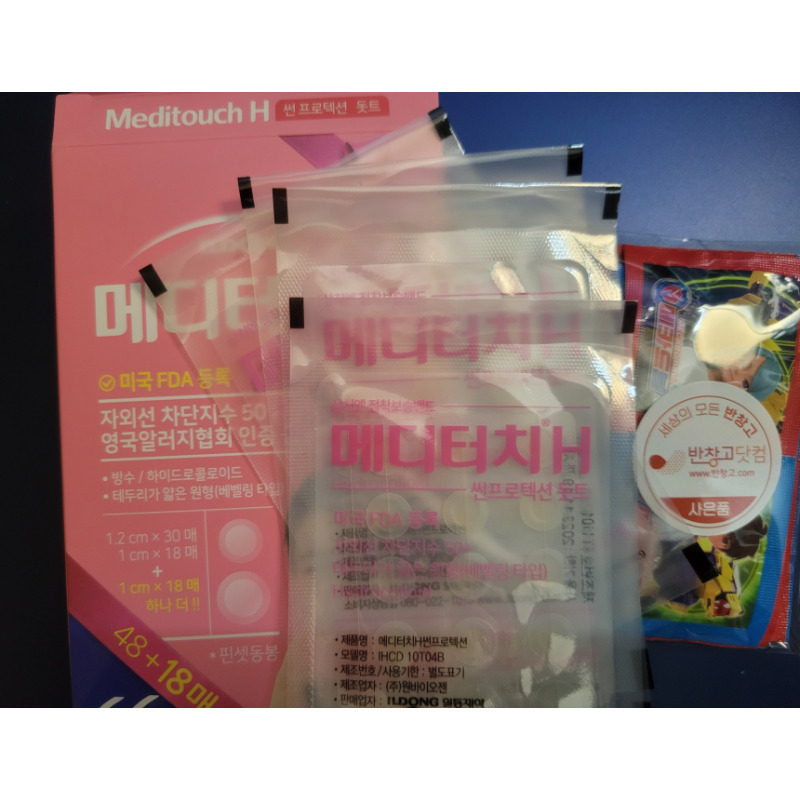 Meditouch H 썬 프로텍션 돗트
메디터
미국 FDA 등록
자외선 차단지수 50
영국알러지협회 인증
• 방수 / 하이드로콜로이드
• 테두리가 얇은 원형(베벨링 타입
1.2 cm × 30 매
1 cm × 18 매
+
1 cm × 18 매
하나 더 !!
48 + 18 매
* 핀셋동봉
메디터치H
메디터치H
썬프로텍션 돗트
미국 FDA 등록
• 제품명 : 메디터치H썬프로텍션
• 모델명 : IHCD 10T04B
• 제조번호/사용기한 : 별도표기
• 제조업자 : (주)원바이오젠
• 판매업자 : ILDONG 일동제약
세상의 모든 반창고
반창고닷컴
www.반창고.com
사은품